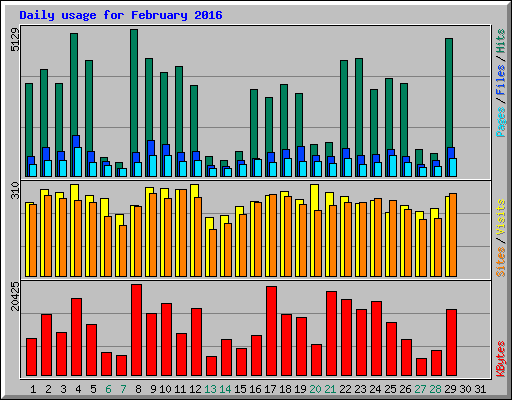 Daily usage for February 2016
5129
Pages / Files / Hits
310
Sites / Visits
20425
KBytes
1 2 3 4 5 6 7 8 9 10 11 12 13 14 15 16 17 18 19 20 21 22 23 24 25 26 27 28 29 30 31